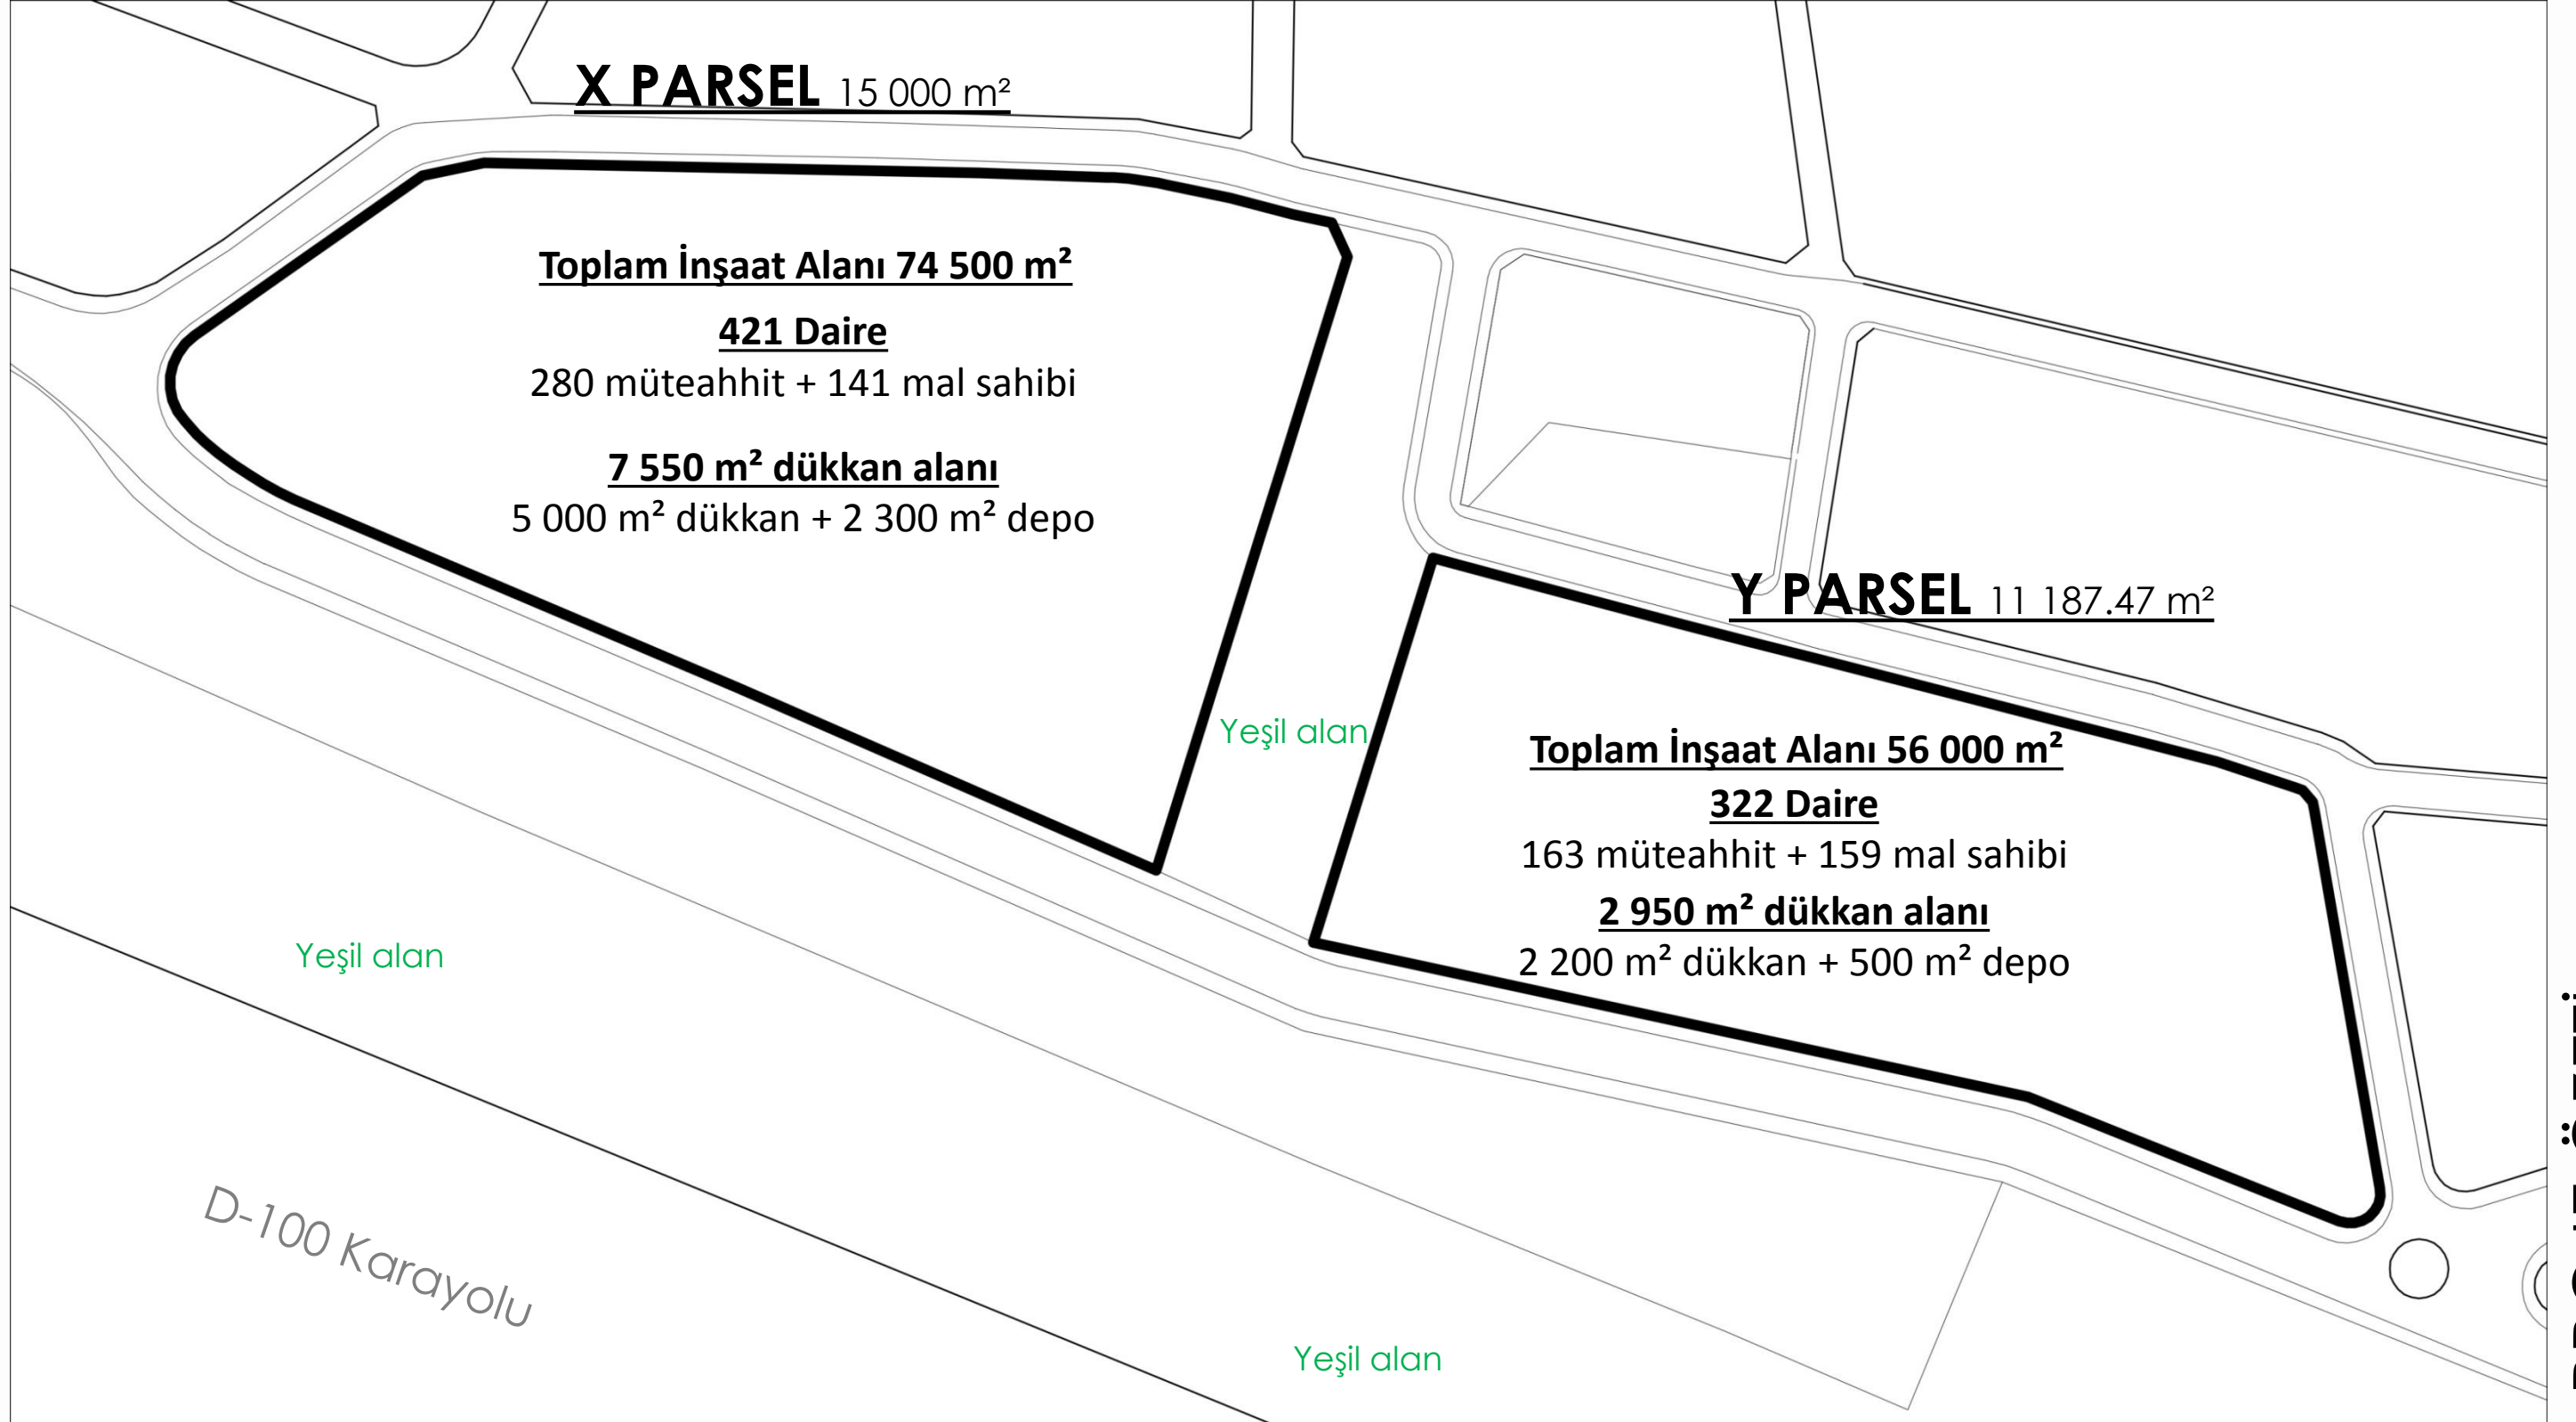 X PARSEL 15 000 m²
Toplam İnşaat Alanı 74 500 m²
421 Daire
280 müteahhit + 141 mal sahibi
7 550 m² dükkan alanı
5 000 m² dükkan + 2 300 m² depo
Y PARSEL 11 187.47 m²
Yeşil alan
Toplam İnşaat Alanı 56 000 m²
322 Daire
163 müteahhit + 159 mal sahibi
2 950 m² dükkan alanı
2 200 m² dükkan + 500 m² depo
Yeşil alan
D-100 Karayolu
Yeşil alan